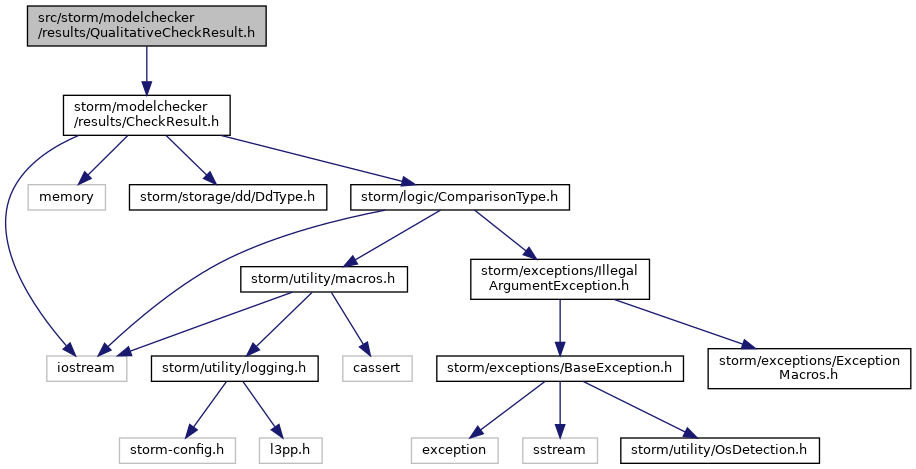 src/storm/modelchecker
/results/QualitativeCheckResult.h
storm/modelchecker
/results/CheckResult.h
memory
storm/storage/dd/DdType.h
storm/logic/ComparisonType.h
storm/utility/macros.h
storm/exceptions/Illegal
ArgumentException.h
iostream
storm/utility/logging.h
cassert
storm/exceptions/BaseException.h
storm/exceptions/Exception
Macros.h
storm-config.h
l3pp.h
exception
sstream
storm/utility/OsDetection.h